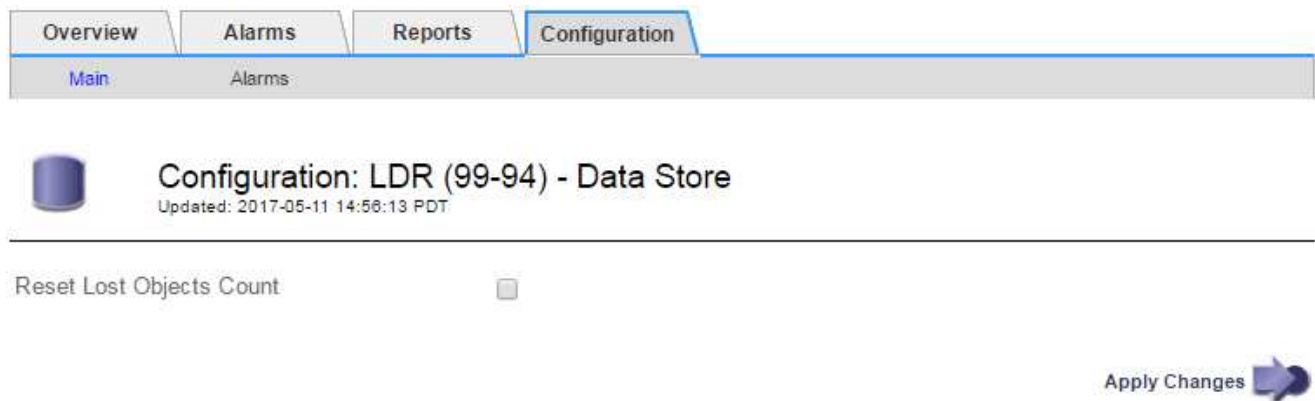 Overview Alarms Reports Configuration
Main Alarms
Configuration: LDR (99-94) - Data Store
Updated: 2017-05-11 14:56:13 PDT
Reset Lost Objects Count
Apply Changes